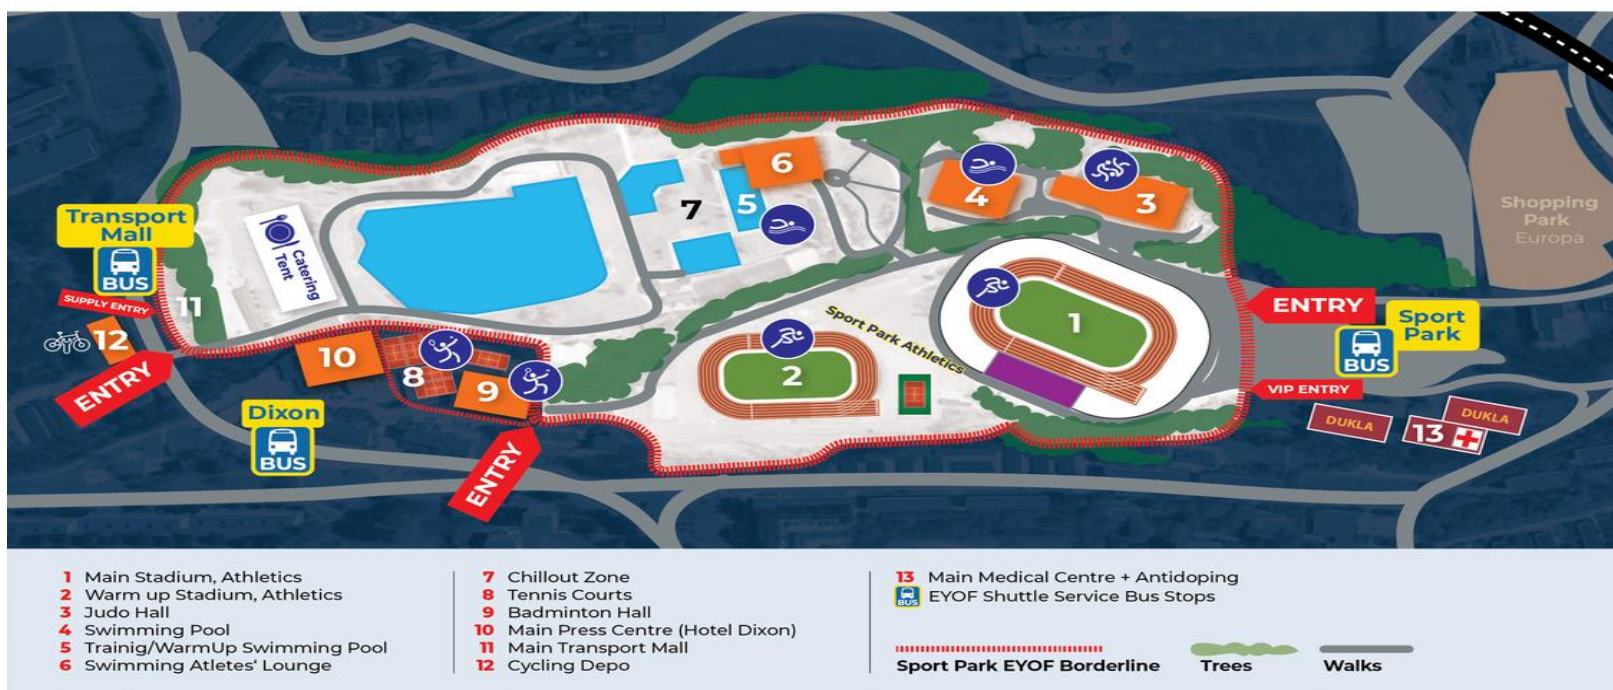 6
4
3
Shopping
Park
Europa
Transport
Mall
BUS
Catering
Tent
7
5
SUPPLY ENTRY
11
12
ENTRY
10
8
9
Dixon
BUS
ENTRY
2
Sport Park Athletics
1
ENTRY
Sport
Park
BUS
VIP ENTRY
DUKLA
DUKLA
13
1 Main Stadium, Athletics
2 Warm up Stadium, Athletics
3 Judo Hall
4 Swimming Pool
5 Trainig/WarmUp Swimming Pool
6 Swimming Atletes‘ Lounge
7 Chillout Zone
8 Tennis Courts
9 Badminton Hall
10 Main Press Centre (Hotel Dixon)
11 Main Transport Mall
12 Cycling Depo
13 Main Medical Centre + Antidoping
BUS EYOF Shuttle Service Bus Stops
Sport Park EYOF Borderline
Trees
Walks